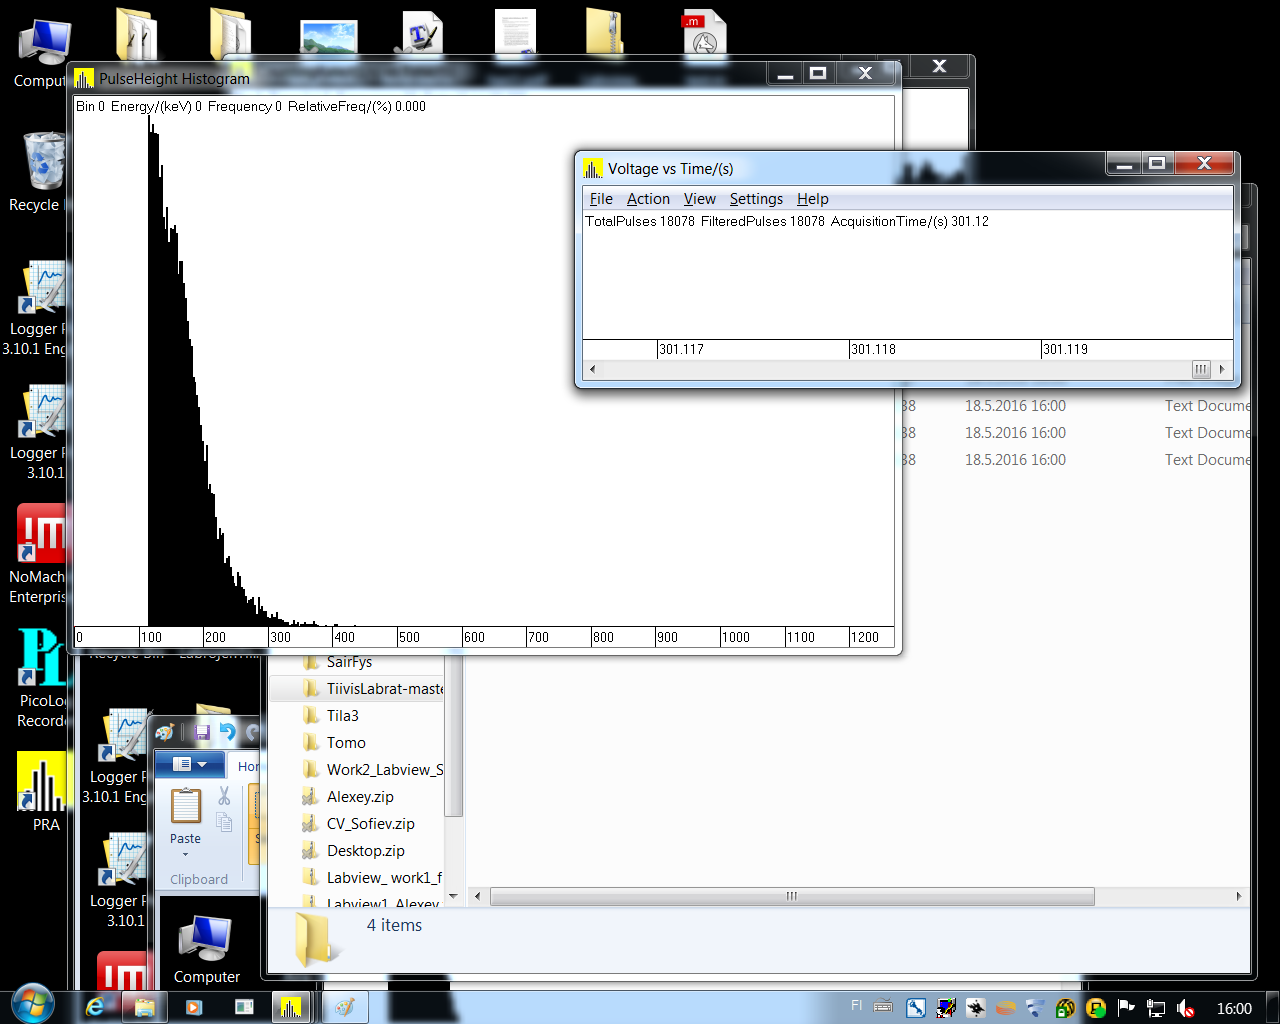 Comput
PulseHeight Histogram
Bin 0 Energy/(keV) 0 Frequency 0 RelativeFreq/(%) 0.000
Voltage vs Time/(s)
File Action View Settings Help
TotalPulses 18078 FilteredPulses 18078 AcquisitionTime/(s) 301.12
301.117 301.118 301.119
Recycle
Logger P
3.10.1 Eng
Logger P
3.10.1
NoMach
Enterpris
PicoLo
Recorde
PRA
38 18.5.2016 16:00 Text Docume
38 18.5.2016 16:00 Text Docume
38 18.5.2016 16:00 Text Docume
0 100 200 300 400 500 600 700 800 900 1000 1100 1200
Recycle Bin
Logger P
3.10.1 Eng
Logger P
3.10.1
Hor
Paste
Clipboard
Computer
SairFys
TiivisLabrat-maste
Tila3
Tomo
Work2_Labview_S
Alexey.zip
CV_Sofiev.zip
Desktop.zip
Labview_ work1_f
Labview1_Alexey
4 items
FI
16:00